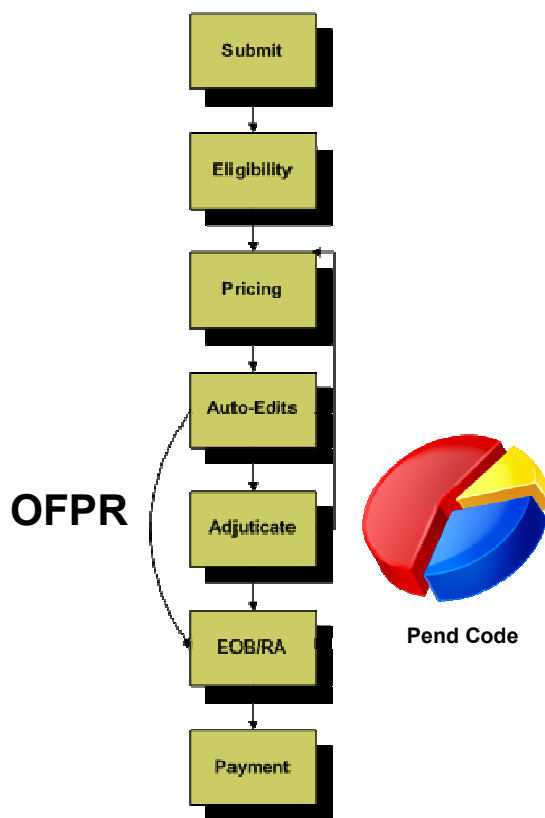 Submit
Eligibility
Pricing
Auto-Edits
OFPR
Adjuticate
EOB/RA
Pend Code
Payment